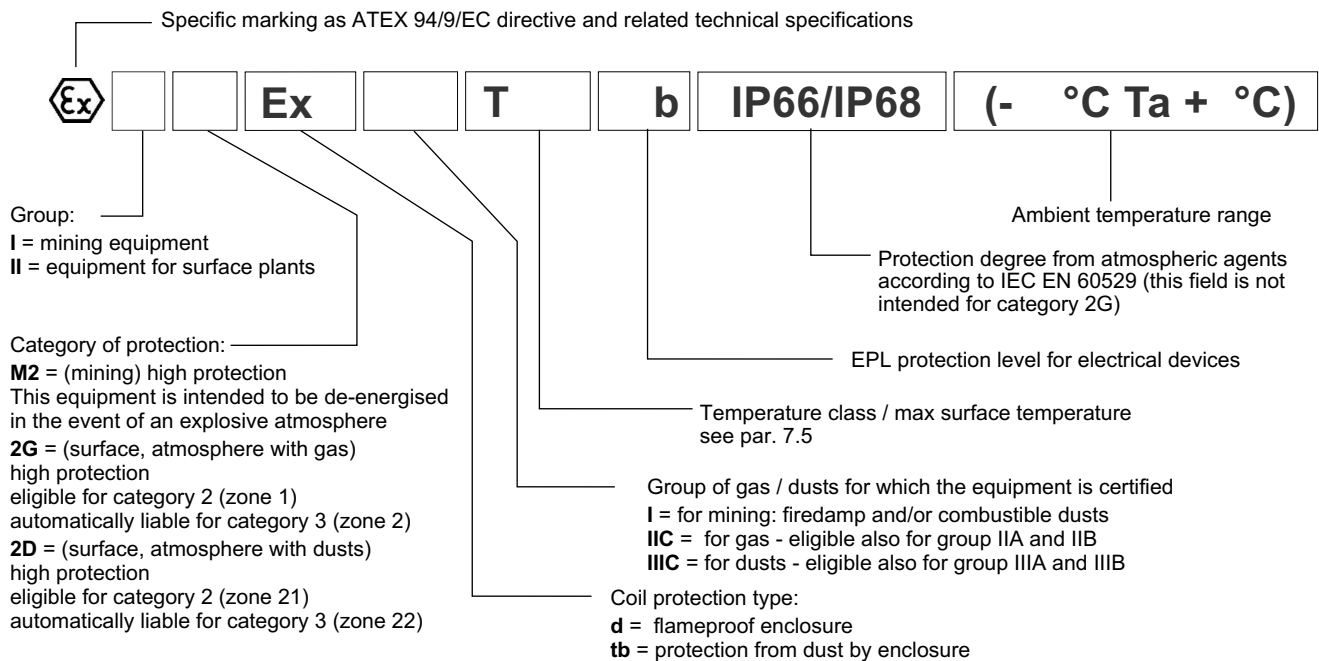 Specific marking as ATEX 94/9/EC directive and related technical specifications
Ex Ex T b IP66/IP68 (- °C Ta + °C)
Group:
I = mining equipment
II = equipment for surface plants
Ambient temperature range
Protection degree from atmospheric agents
according to IEC EN 60529 (this field is not
intended for category 2G)
Category of protection:
M2 = (mining) high protection
This equipment is intended to be de-energised
in the event of an explosive atmosphere
2G = (surface, atmosphere with gas)
high protection
eligible for category 2 (zone 1)
automatically liable for category 3 (zone 2)
2D = (surface, atmosphere with dusts)
high protection
eligible for category 2 (zone 21)
automatically liable for category 3 (zone 22)
EPL protection level for electrical devices
Temperature class / max surface temperature
see par. 7.5
Group of gas / dusts for which the equipment is certified
I = for mining: firedamp and/or combustible dusts
IIC = for gas - eligible also for group IIA and IIB
IIIC = for dusts - eligible also for group IIIA and IIIB
Coil protection type:
d = flameproof enclosure
tb = protection from dust by enclosure